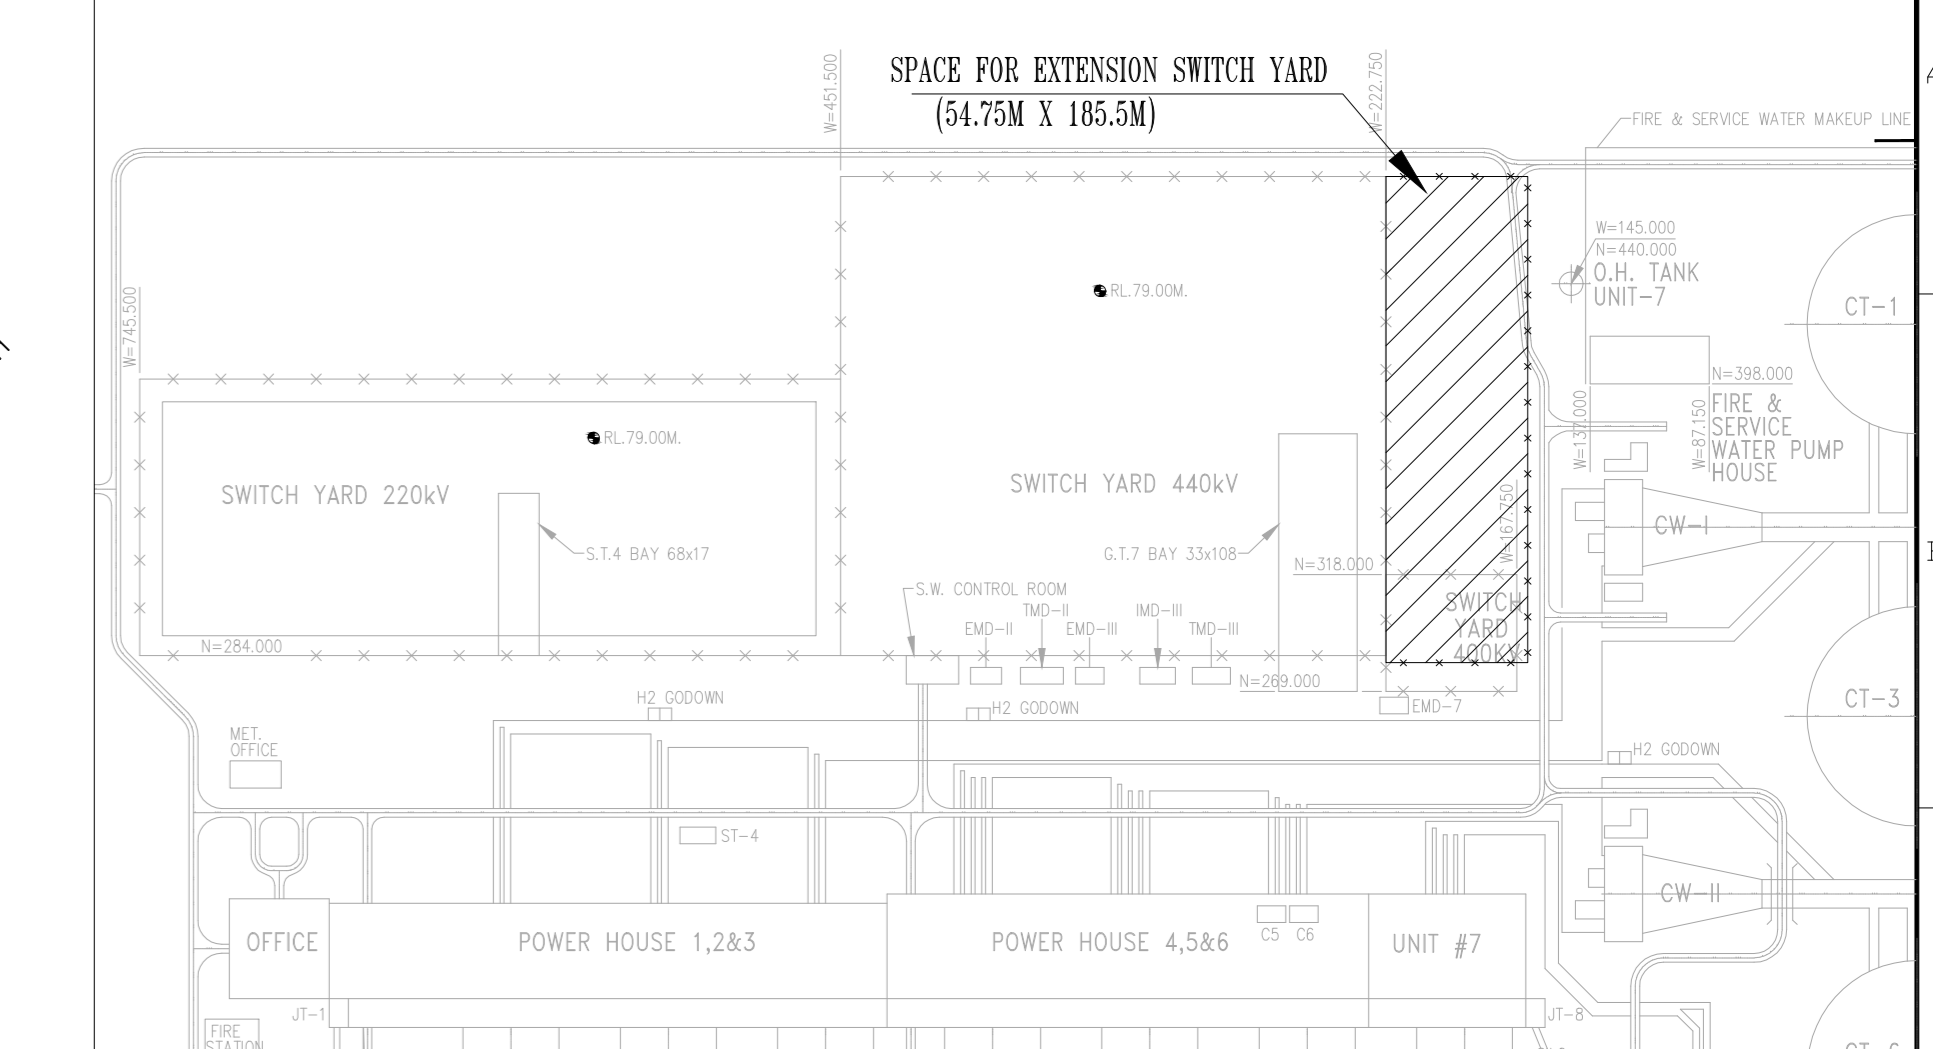 SPACE FOR EXTENSION SWITCH YARD
(54.75M X 185.5M)
W=451.500
W=222.750
FIRE & SERVICE WATER MAKEUP LINE
W=145.000
N=440.000
O.H. TANK
UNIT-7
CT-1
W=745.500
RL.79.00M.
RL.79.00M.
N=398.000
W=137.000
W=87.150
FIRE &
SERVICE
WATER PUMP
HOUSE
SWITCH YARD 220kV
SWITCH YARD 440kV
W=167.750
CW-I
S.T.4 BAY 68x17
G.T.7 BAY 33x108
N=318.000
S.W. CONTROL ROOM
TMD-II
IMD-III
EMD-II
EMD-III
TMD-III
SWITCH
YARD
400KV
N=284.000
N=269.000
EMD-7
H2 GODOWN
H2 GODOWN
CT-3
MET.
OFFICE
H2 GODOWN
ST-4
CW-II
OFFICE
POWER HOUSE 1,2&3
POWER HOUSE 4,5&6
C5
C6
UNIT #7
JT-1
JT-8
FIRE
STATION